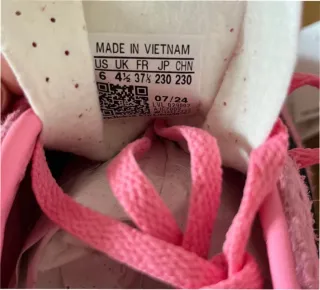 MADE IN VIETNAM
US UK FR JP CHN
6 4½ 37⅓ 230 230
07/24